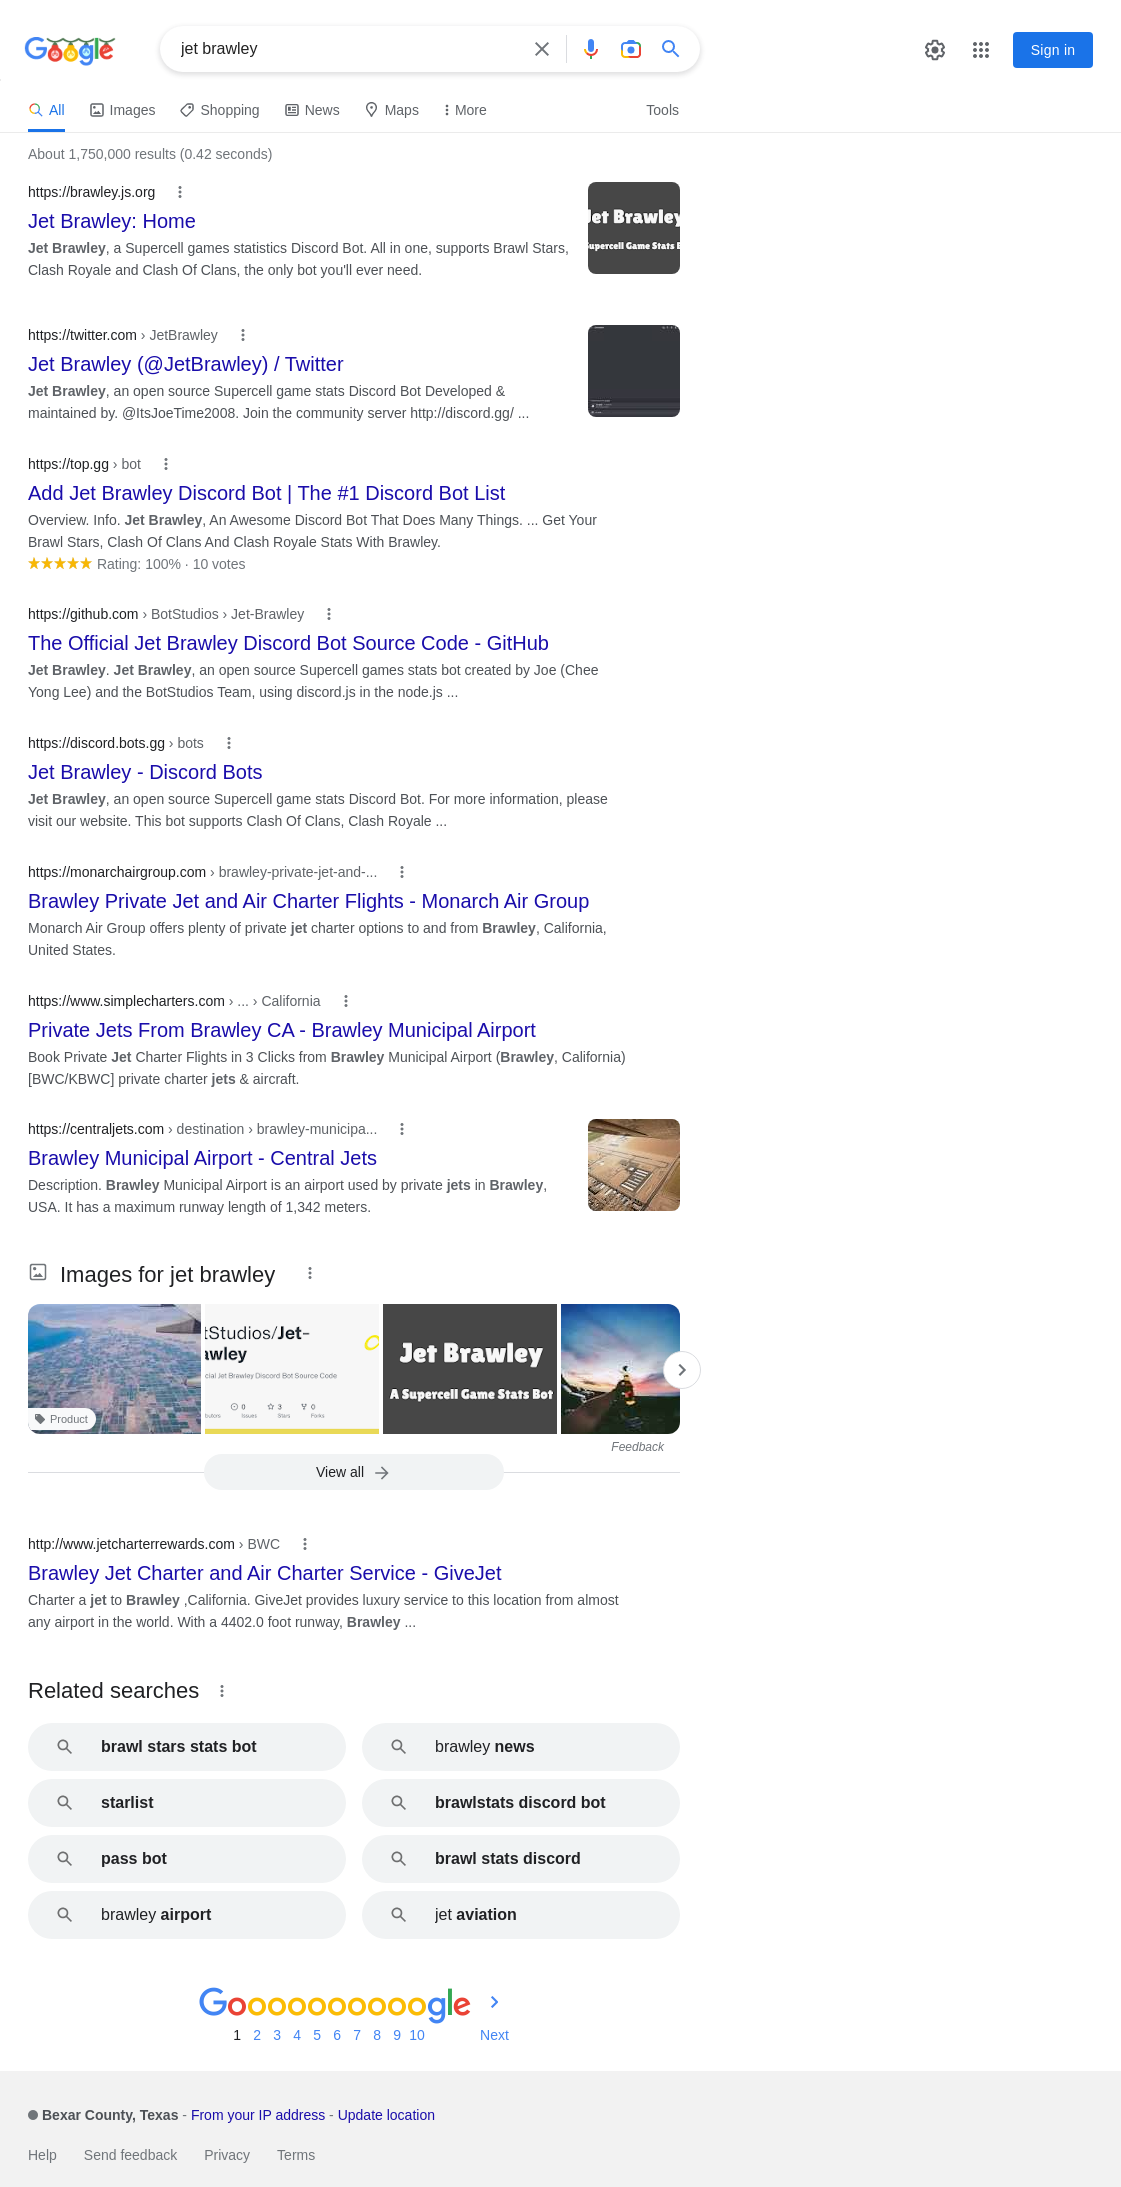 Google
jet brawley
Sign in
All
Images
Shopping
News
Maps
More
Tools
About 1,750,000 results (0.42 seconds)
https://brawley.js.org
Jet Brawley: Home
Jet Brawley, a Supercell games statistics Discord Bot. All in one, supports Brawl Stars,
Clash Royale and Clash Of Clans, the only bot you'll ever need.
Jet Brawley
Supercell Game Stats B
https://twitter.com › JetBrawley
Jet Brawley (@JetBrawley) / Twitter
Jet Brawley, an open source Supercell game stats Discord Bot Developed &
maintained by. @ItsJoeTime2008. Join the community server http://discord.gg/ ...
https://top.gg › bot
Add Jet Brawley Discord Bot | The #1 Discord Bot List
Overview. Info. Jet Brawley, An Awesome Discord Bot That Does Many Things. ... Get Your
Brawl Stars, Clash Of Clans And Clash Royale Stats With Brawley.
Rating: 100% · 10 votes
https://github.com › BotStudios › Jet-Brawley
The Official Jet Brawley Discord Bot Source Code - GitHub
Jet Brawley. Jet Brawley, an open source Supercell games stats bot created by Joe (Chee
Yong Lee) and the BotStudios Team, using discord.js in the node.js ...
https://discord.bots.gg › bots
Jet Brawley - Discord Bots
Jet Brawley, an open source Supercell game stats Discord Bot. For more information, please
visit our website. This bot supports Clash Of Clans, Clash Royale ...
https://monarchairgroup.com › brawley-private-jet-and-...
Brawley Private Jet and Air Charter Flights - Monarch Air Group
Monarch Air Group offers plenty of private jet charter options to and from Brawley, California,
United States.
https://www.simplecharters.com › ... › California
Private Jets From Brawley CA - Brawley Municipal Airport
Book Private Jet Charter Flights in 3 Clicks from Brawley Municipal Airport (Brawley, California)
[BWC/KBWC] private charter jets & aircraft.
https://centraljets.com › destination › brawley-municipa...
Brawley Municipal Airport - Central Jets
Description. Brawley Municipal Airport is an airport used by private jets in Brawley,
USA. It has a maximum runway length of 1,342 meters.
Images for jet brawley
Product
tStudios/Jet-
awley
cial Jet Brawley Discord Bot Source Code
0
3
0
Issues
Stars
Forks
Jet Brawley
A Supercell Game Stats Bot
Feedback
View all
http://www.jetcharterrewards.com › BWC
Brawley Jet Charter and Air Charter Service - GiveJet
Charter a jet to Brawley ,California. GiveJet provides luxury service to this location from almost
any airport in the world. With a 4402.0 foot runway, Brawley ...
Related searches
brawl stars stats bot
brawley news
starlist
brawlstats discord bot
pass bot
brawl stats discord
brawley airport
jet aviation
Goooooooooogle
1 2 3 4 5 6 7 8 9 10 Next
Bexar County, Texas - From your IP address - Update location
Help Send feedback Privacy Terms